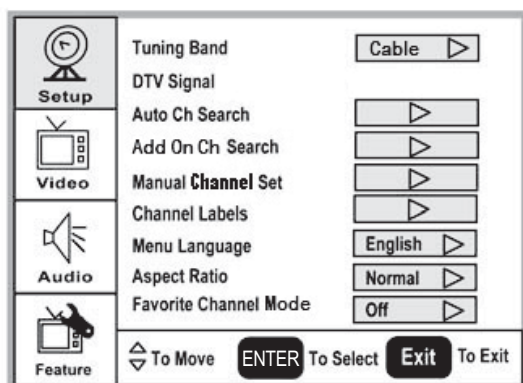 Setup
Video
Audio
Feature
Tuning Band Cable
DTV Signal
Auto Ch Search
Add On Ch Search
Manual Channel Set
Channel Labels
Menu Language English
Aspect Ratio Normal
Favorite Channel Mode Off
To Move ENTER To Select Exit To Exit